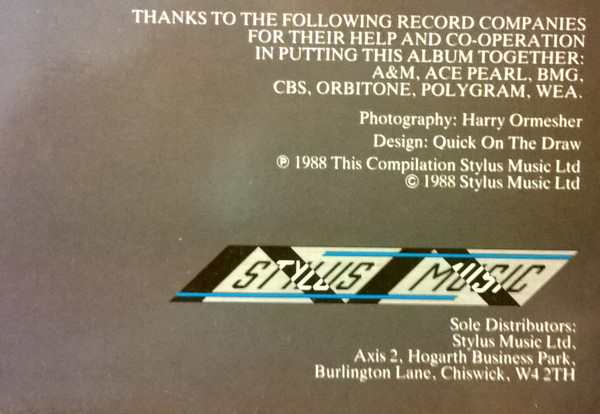 THANKS TO THE FOLLOWING RECORD COMPANIES
FOR THEIR HELP AND CO-OPERATION
IN PUTTING THIS ALBUM TOGETHER:
A&M, ACE PEARL, BMG,
CBS, ORBITONE, POLYGRAM, WEA.
Photography: Harry Ormesher
Design: Quick On The Draw
℗ 1988 This Compilation Stylus Music Ltd
© 1988 Stylus Music Ltd
STYLUS MUSIC
Sole Distributors:
Stylus Music Ltd,
Axis 2, Hogarth Business Park,
Burlington Lane, Chiswick, W4 2TH